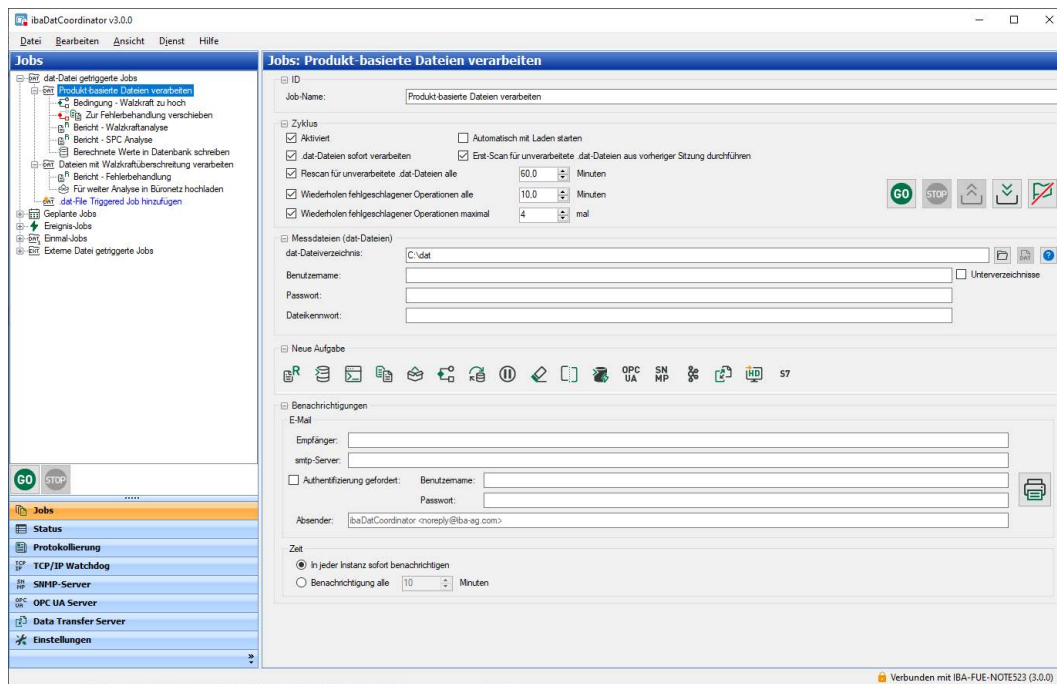 ibaDatCoordinator v3.0.0
Datei Bearbeiten Ansicht Dienst Hilfe
Jobs
dat-Datei getriggerte Jobs
Produkt-basierte Dateien verarbeiten
Bedingung - Walzkraft zu hoch
Zur Fehlerbehandlung verschieben
Bericht - Walzkraftanalyse
Bericht - SPC Analyse
Berechnete Werte in Datenbank schreiben
Dateien mit Walzkraftüberschreitung verarbeiten
Bericht - Fehlerbehandlung
Für weiter Analyse in Büronetz hochladen
.dat-File Triggered Job hinzufügen
Geplante Jobs
Ereignis-Jobs
Einmal-Jobs
Externe Datei getriggerte Jobs
GO STOP
Jobs
Status
Protokollierung
TCP/IP Watchdog
SNMP-Server
OPC UA Server
Data Transfer Server
Einstellungen
Jobs: Produkt-basierte Dateien verarbeiten
ID
Job-Name: Produkt-basierte Dateien verarbeiten
Zyklus
Aktiviert Automatisch mit Laden starten
.dat-Dateien sofort verarbeiten Erst-Scan für unverarbeitete .dat-Dateien aus vorheriger Sitzung durchführen
Rescan für unverarbeitete .dat-Dateien alle 60,0 Minuten
Wiederholen fehlgeschlagener Operationen alle 10,0 Minuten
Wiederholen fehlgeschlagener Operationen maximal 4 mal
GO STOP
Messdateien (dat-Dateien)
dat-Dateiverzeichnis: C:\dat
Benutzername: Unterverzeichnisse
Passwort:
Dateikennwort:
Neue Aufgabe
OPC UA SN MP HD S7
Benachrichtigungen
E-Mail
Empfänger:
smtp-Server:
Authentifizierung gefordert: Benutzername:
Passwort:
Absender: ibaDatCoordinator <noreply@iba-ag.com>
Zeit
In jeder Instanz sofort benachrichtigen
Benachrichtigung alle 10 Minuten
Verbunden mit IBA-FUE-NOTE523 (3.0.0)